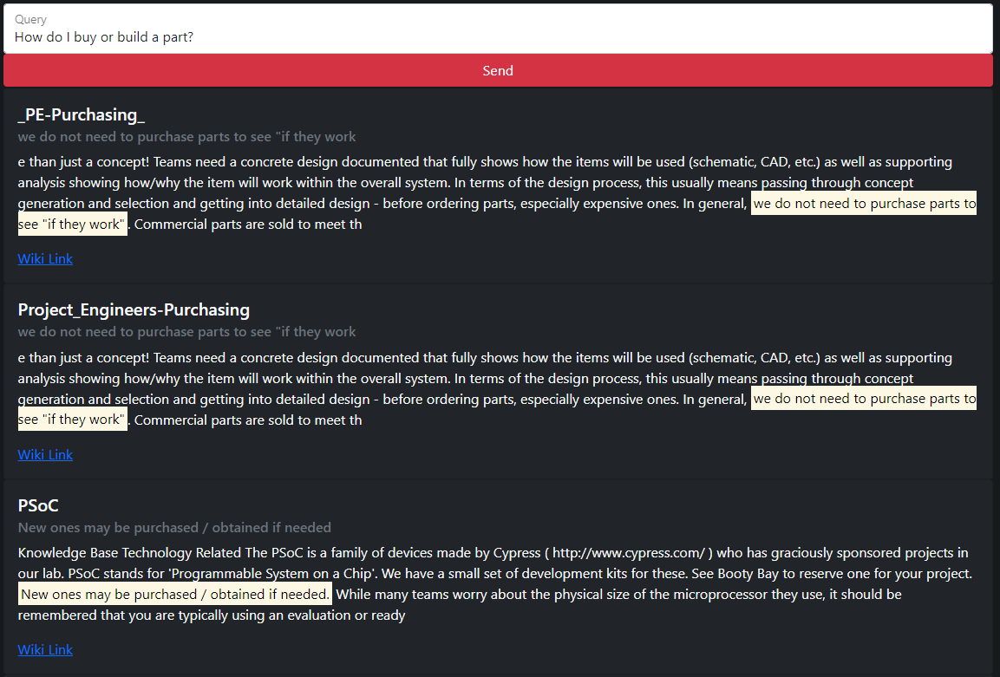 Query
How do I buy or build a part?
Send
_PE-Purchasing_
we do not need to purchase parts to see "if they work
e than just a concept! Teams need a concrete design documented that fully shows how the items will be used (schematic, CAD, etc.) as well as supporting
analysis showing how/why the item will work within the overall system. In terms of the design process, this usually means passing through concept
generation and selection and getting into detailed design - before ordering parts, especially expensive ones. In general, we do not need to purchase parts to
see "if they work". Commercial parts are sold to meet th
Wiki Link
Project_Engineers-Purchasing
we do not need to purchase parts to see "if they work
e than just a concept! Teams need a concrete design documented that fully shows how the items will be used (schematic, CAD, etc.) as well as supporting
analysis showing how/why the item will work within the overall system. In terms of the design process, this usually means passing through concept
generation and selection and getting into detailed design - before ordering parts, especially expensive ones. In general, we do not need to purchase parts to
see "if they work". Commercial parts are sold to meet th
Wiki Link
PSoC
New ones may be purchased / obtained if needed
Knowledge Base Technology Related The PSoC is a family of devices made by Cypress ( http://www.cypress.com/ ) who has graciously sponsored projects in
our lab. PSoC stands for 'Programmable System on a Chip'. We have a small set of development kits for these. See Booty Bay to reserve one for your project.
New ones may be purchased / obtained if needed. While many teams worry about the physical size of the microprocessor they use, it should be
remembered that you are typically using an evaluation or ready
Wiki Link